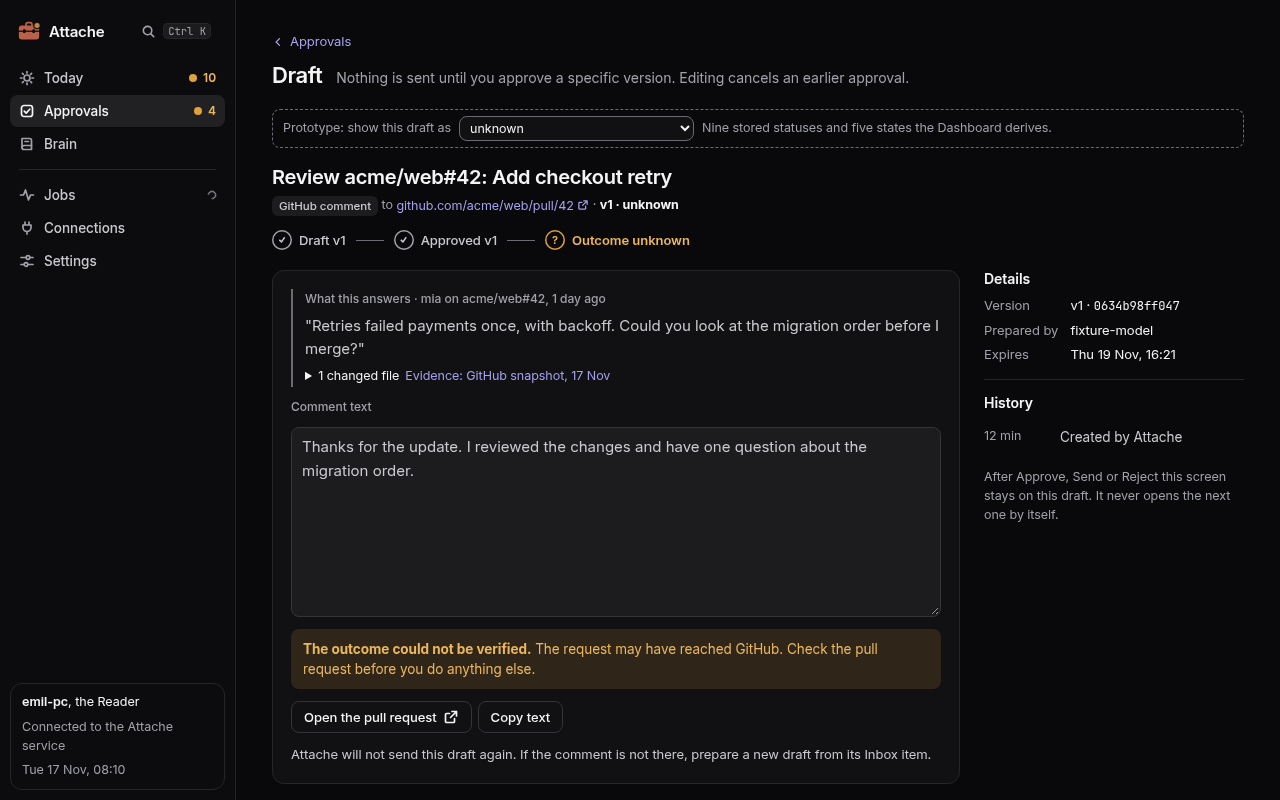 Attache
Ctrl K
Today
10
Approvals
4
Brain
Jobs
Connections
Settings
emil-pc, the Reader
Connected to the Attache
service
Tue 17 Nov, 08:10
Approvals
Draft Nothing is sent until you approve a specific version. Editing cancels an earlier approval.
Prototype: show this draft as unknown Nine stored statuses and five states the Dashboard derives.
Review acme/web#42: Add checkout retry
GitHub comment to github.com/acme/web/pull/42 · v1 · unknown
Draft v1 Approved v1 ? Outcome unknown
What this answers · mia on acme/web#42, 1 day ago
"Retries failed payments once, with backoff. Could you look at the migration order before I
merge?"
1 changed file Evidence: GitHub snapshot, 17 Nov
Comment text
Thanks for the update. I reviewed the changes and have one question about the
migration order.
The outcome could not be verified. The request may have reached GitHub. Check the pull
request before you do anything else.
Open the pull request Copy text
Attache will not send this draft again. If the comment is not there, prepare a new draft from its Inbox item.
Details
Version v1 · 0634b98ff047
Prepared by fixture-model
Expires Thu 19 Nov, 16:21
History
12 min Created by Attache
After Approve, Send or Reject this screen
stays on this draft. It never opens the next
one by itself.